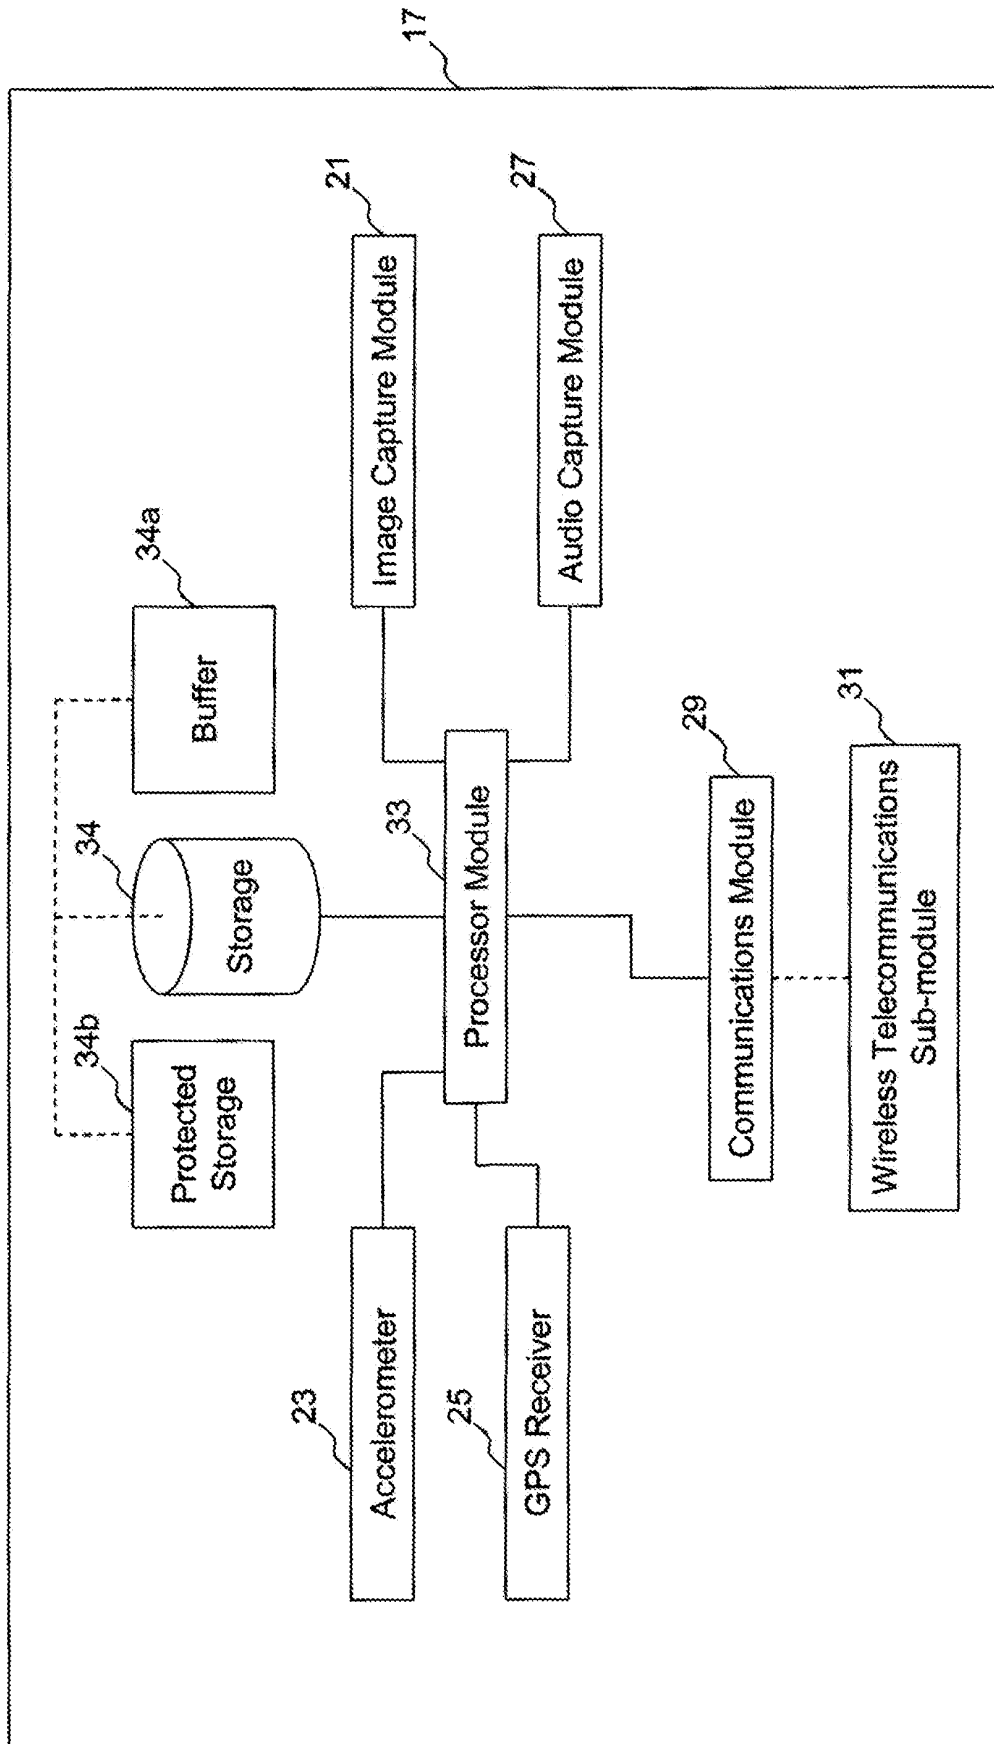 17
34b
Protected
Storage
34
Storage
34a
Buffer
23
Accelerometer
33
Processor Module
21
Image Capture Module
25
GPS Receiver
27
Audio Capture Module
29
Communications Module
31
Wireless Telecommunications
Sub-module